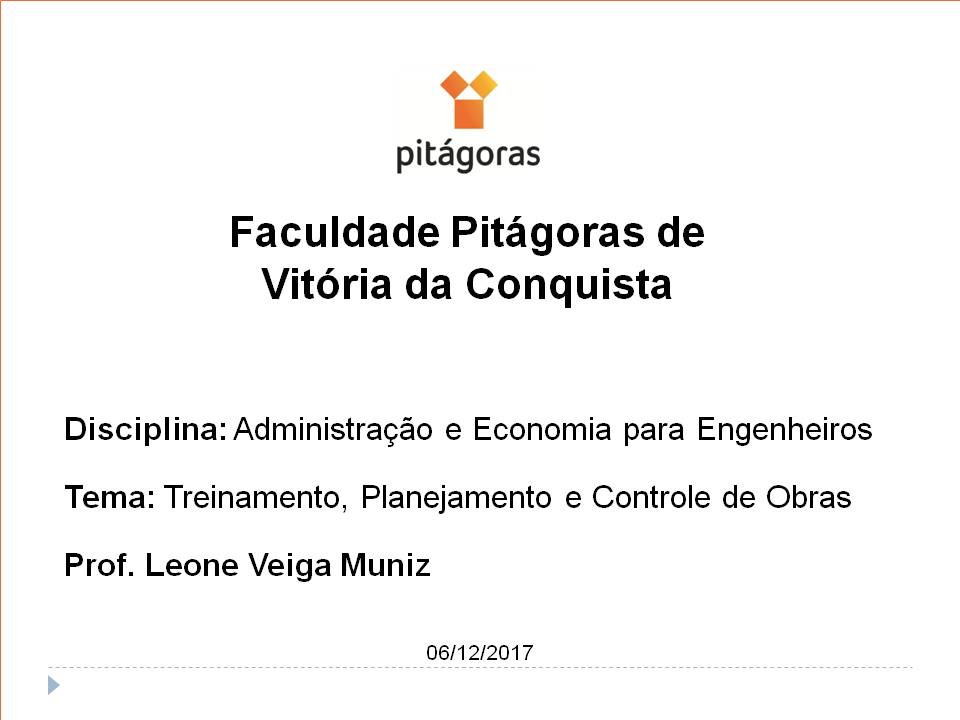 pitágoras
Faculdade Pitágoras de
Vitória da Conquista
Disciplina: Administração e Economia para Engenheiros
Tema: Treinamento, Planejamento e Controle de Obras
Prof. Leone Veiga Muniz
06/12/2017